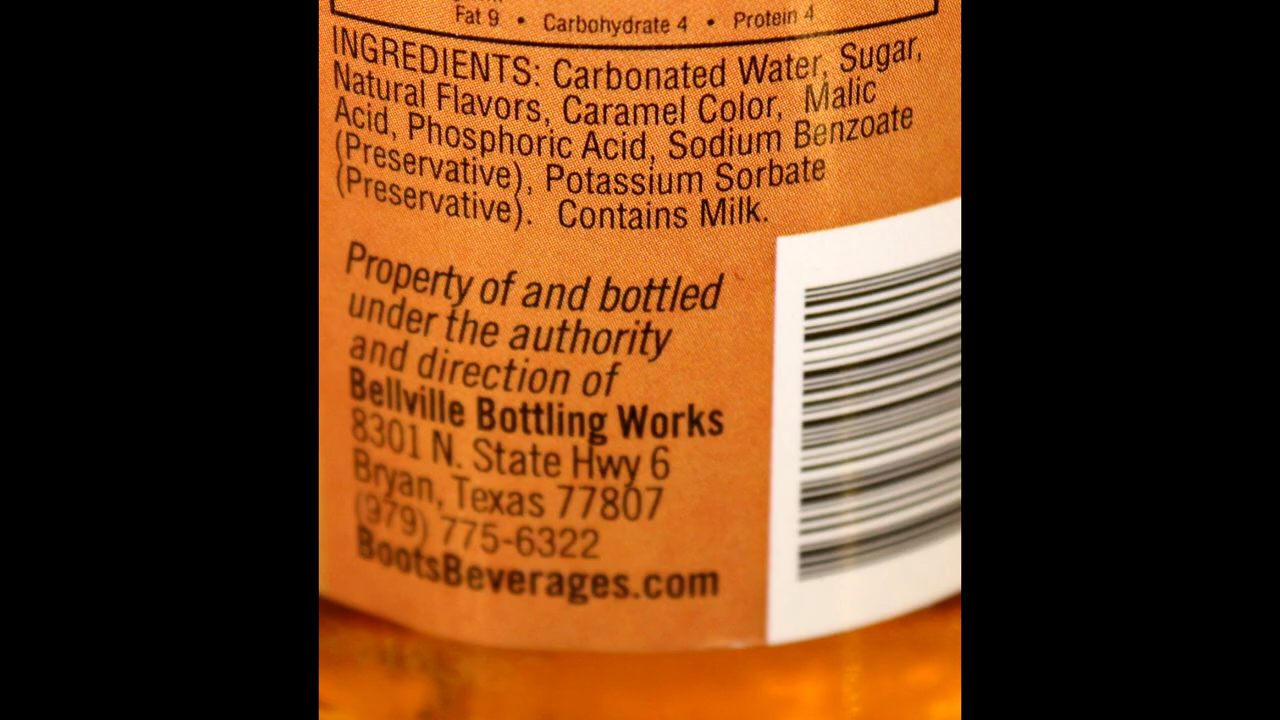 Fat 9 • Carbohydrate 4 • Protein 4
INGREDIENTS: Carbonated Water, Sugar,
Natural Flavors, Caramel Color, Malic
Acid, Phosphoric Acid, Sodium Benzoate
(Preservative), Potassium Sorbate
(Preservative). Contains Milk.
Property of and bottled
under the authority
and direction of
Bellville Bottling Works
8301 N. State Hwy 6
Bryan, Texas 77807
(979) 775-6322
BootsBeverages.com